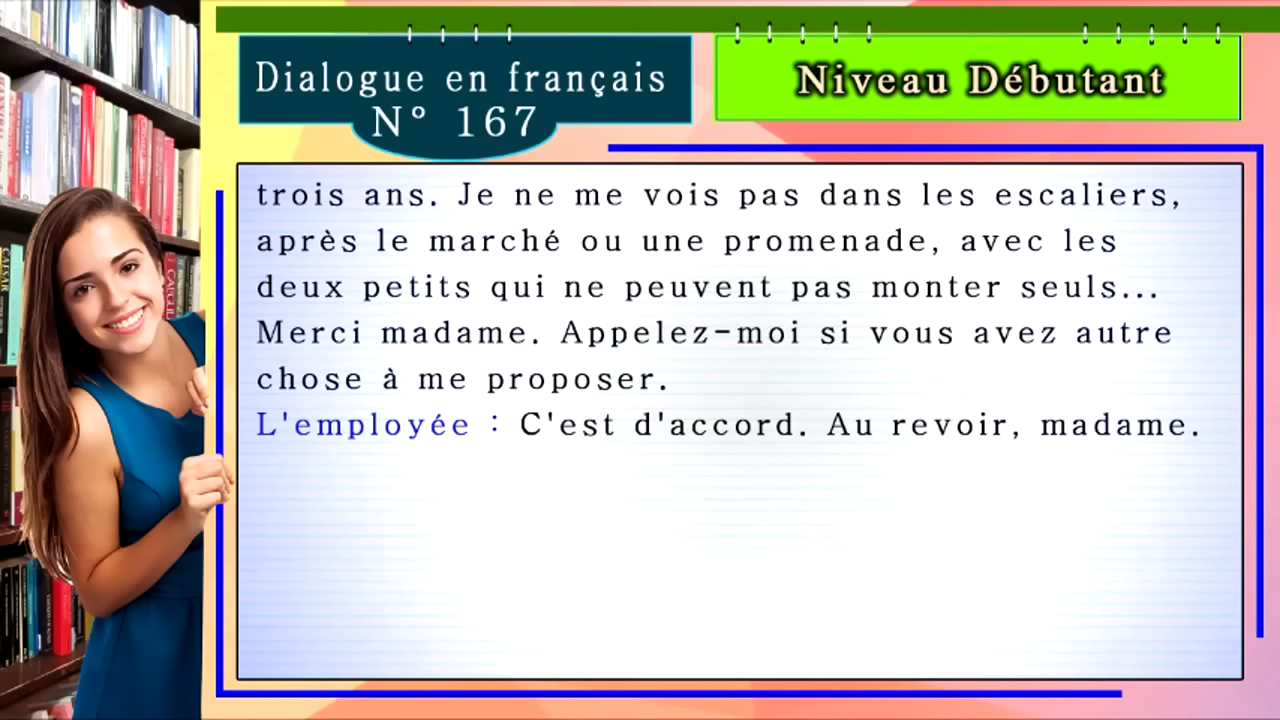 Dialogue en français
N° 167
Niveau Débutant
trois ans. Je ne me vois pas dans les escaliers,
après le marché ou une promenade, avec les
deux petits qui ne peuvent pas monter seuls...
Merci madame. Appelez-moi si vous avez autre
chose à me proposer.
L'employée : C'est d'accord. Au revoir, madame.